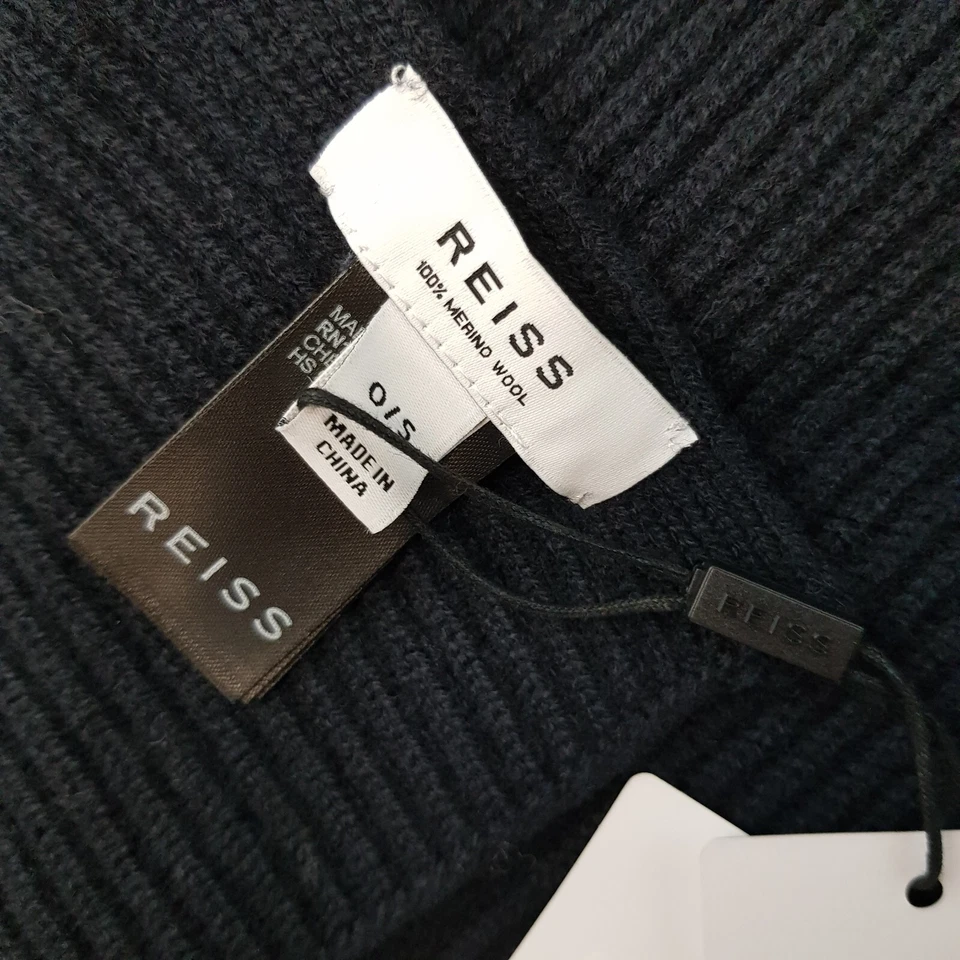 REISS
100% MERINO WOOL
O/S
MADE IN
CHINA
REISS
REISS